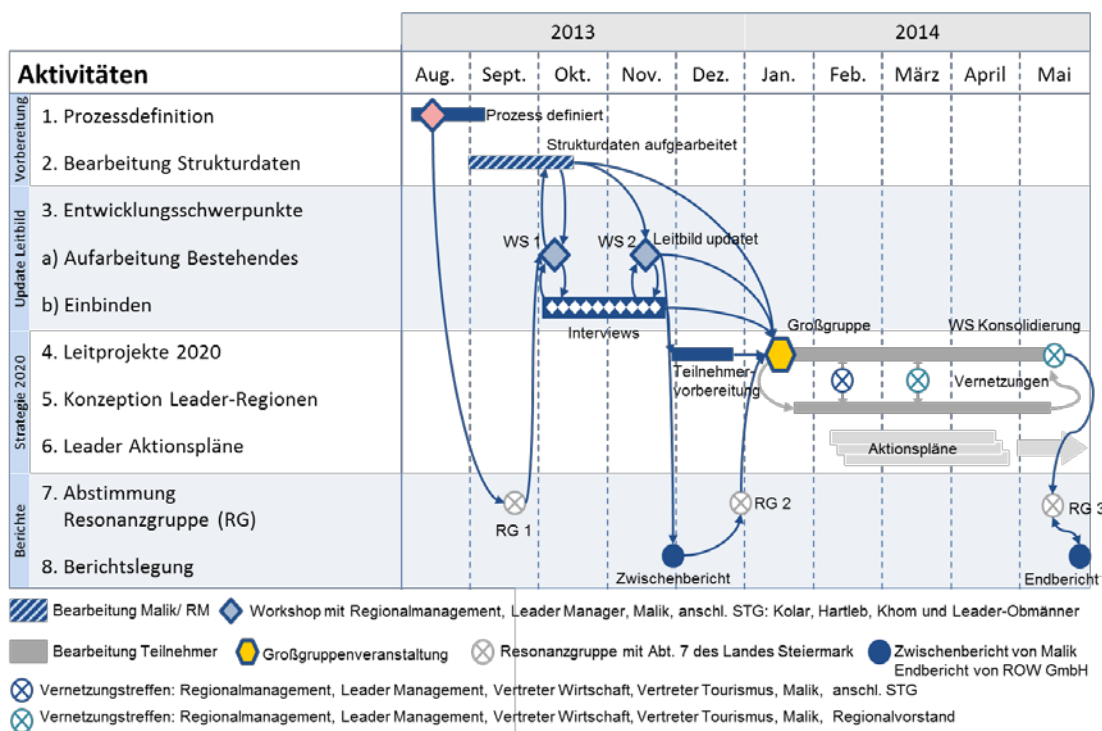 2013
2014
Aktivitäten
Aug.
Sept.
Okt.
Nov.
Dez.
Jan.
Feb.
März
April
Mai
Vorbereitung
1. Prozessdefinition
Prozess definiert
2. Bearbeitung Strukturdaten
Strukturdaten aufgearbeitet
Update Leitbild
3. Entwicklungsschwerpunkte
a) Aufarbeitung Bestehendes
WS 1
WS 2
Leitbild updatet
b) Einbinden
Interviews
Strategie 2020
4. Leitprojekte 2020
Teilnehmer-
vorbereitung
Großgruppe
WS Konsolidierung
Vernetzungen
5. Konzeption Leader-Regionen
6. Leader Aktionspläne
Aktionspläne
Berichte
7. Abstimmung
Resonanzgruppe (RG)
RG 1
RG 2
RG 3
8. Berichtslegung
Zwischenbericht
Endbericht
Bearbeitung Malik/ RM
Workshop mit Regionalmanagement, Leader Manager, Malik, anschl. STG: Kolar, Hartleb, Khom und Leader-Obmänner
Bearbeitung Teilnehmer
Großgruppenveranstaltung
Resonanzgruppe mit Abt. 7 des Landes Steiermark
Zwischenbericht von Malik
Endbericht von ROW GmbH
Vernetzungstreffen: Regionalmanagement, Leader Management, Vertreter Wirtschaft, Vertreter Tourismus, Malik, anschl. STG
Vernetzungstreffen: Regionalmanagement, Leader Management, Vertreter Wirtschaft, Vertreter Tourismus, Malik, Regionalvorstand